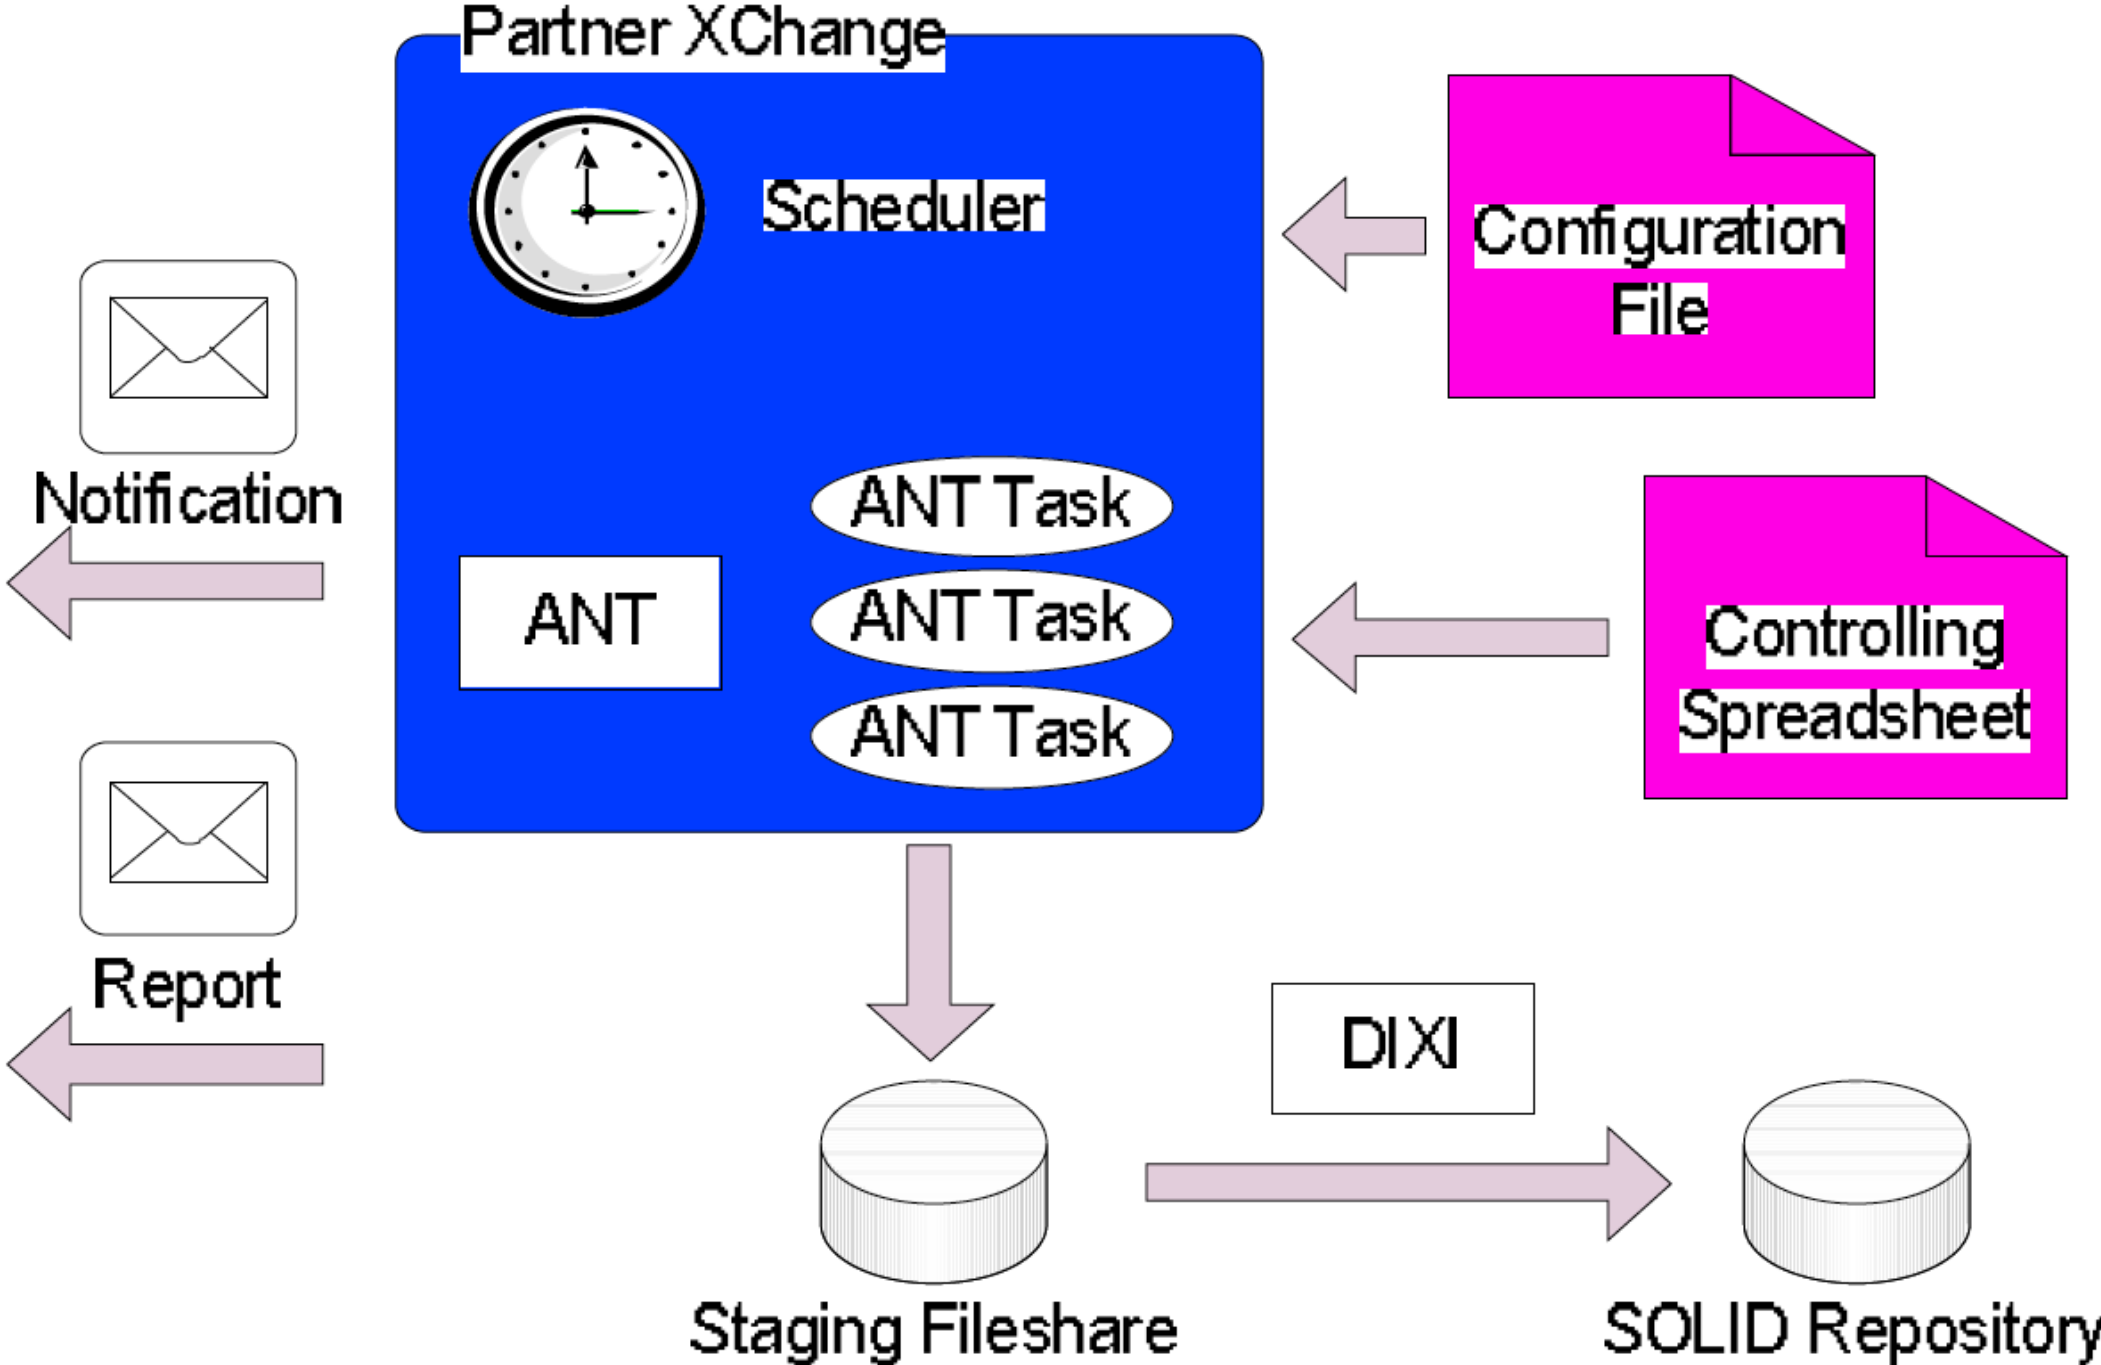 Partner XChange
Scheduler
Configuration
File
Notification
ANT Task
ANT
ANT Task
ANT Task
Controlling
Spreadsheet
Report
DIXI
Staging Fileshare
SOLID Repository